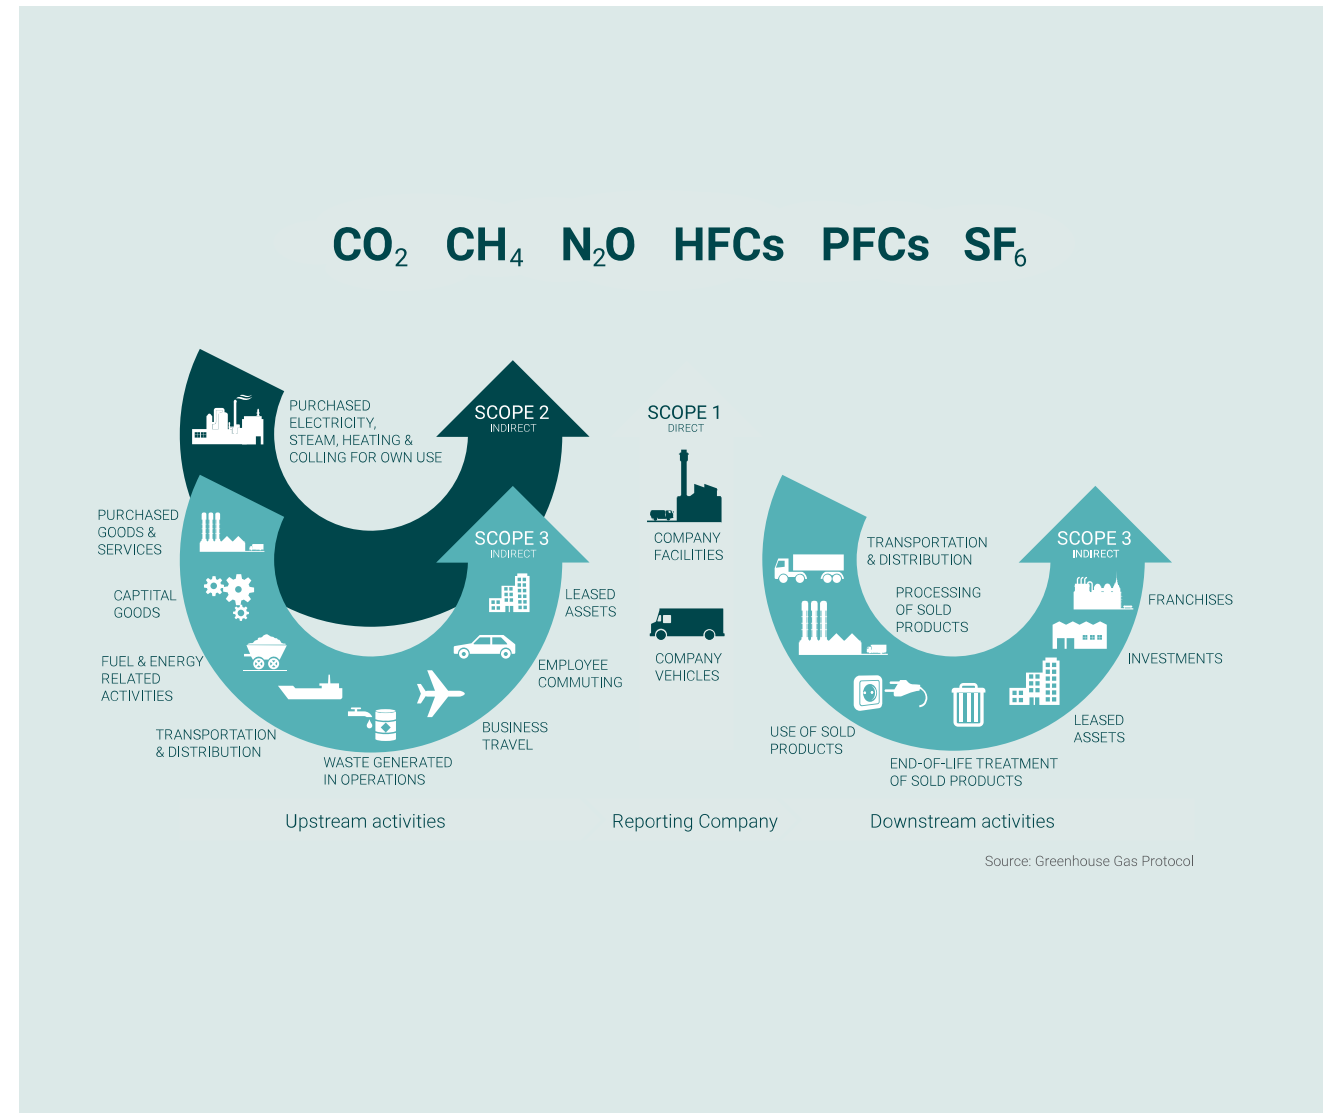 CO2 CH4 N2O HFCs PFCs SF6
PURCHASED
ELECTRICITY,
STEAM, HEATING &
COLLING FOR OWN USE
SCOPE 2
INDIRECT
PURCHASED
GOODS &
SERVICES
CAPTITAL
GOODS
FUEL & ENERGY
RELATED
ACTIVITIES
TRANSPORTATION
& DISTRIBUTION
WASTE GENERATED
IN OPERATIONS
BUSINESS
TRAVEL
EMPLOYEE
COMMUTING
LEASED
ASSETS
SCOPE 3
INDIRECT
Upstream activities
SCOPE 1
DIRECT
COMPANY
FACILITIES
COMPANY
VEHICLES
Reporting Company
TRANSPORTATION
& DISTRIBUTION
PROCESSING
OF SOLD
PRODUCTS
USE OF SOLD
PRODUCTS
END-OF-LIFE TREATMENT
OF SOLD PRODUCTS
LEASED
ASSETS
INVESTMENTS
FRANCHISES
SCOPE 3
INDIRECT
Downstream activities
Source: Greenhouse Gas Protocol